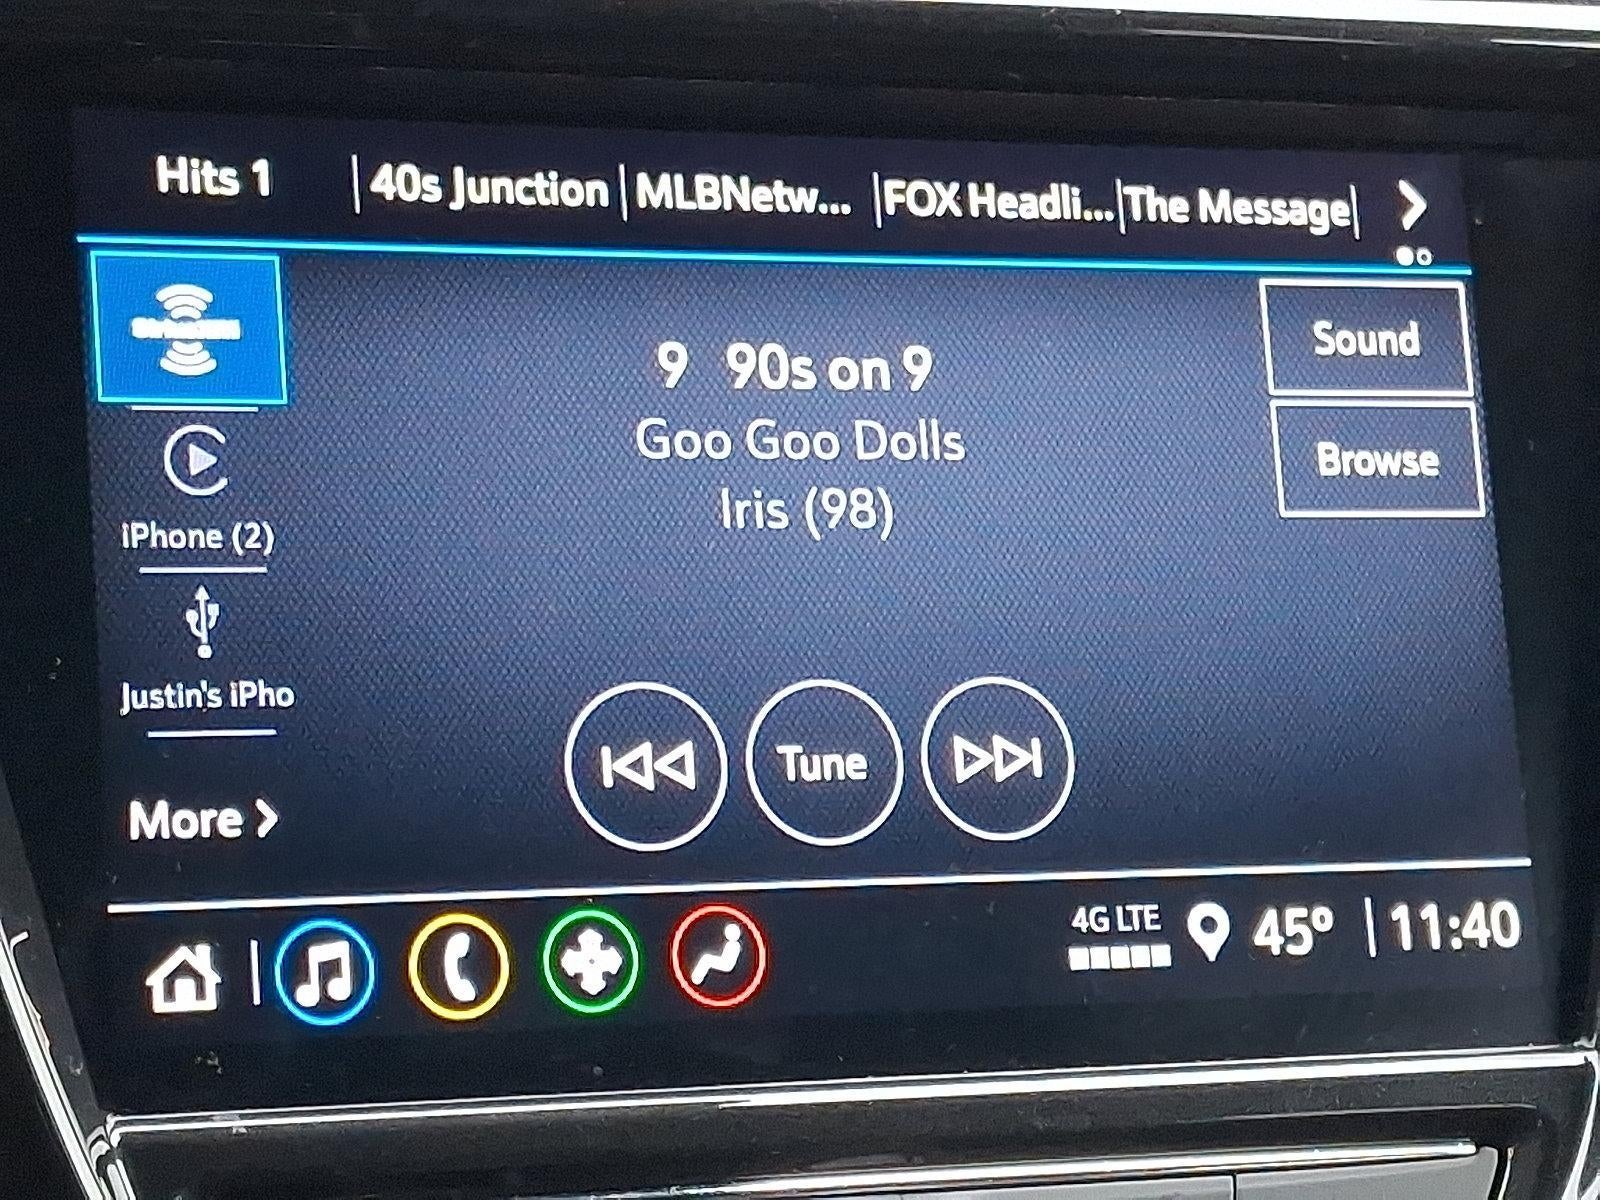 Hits 1 40s Junction MLBNetw... FOX Headli... The Message
Sound
9 90s on 9
Goo Goo Dolls
Browse
Iris (98)
iPhone (2)
Justin's iPho
Tune
More
4G LTE 45° 11:40